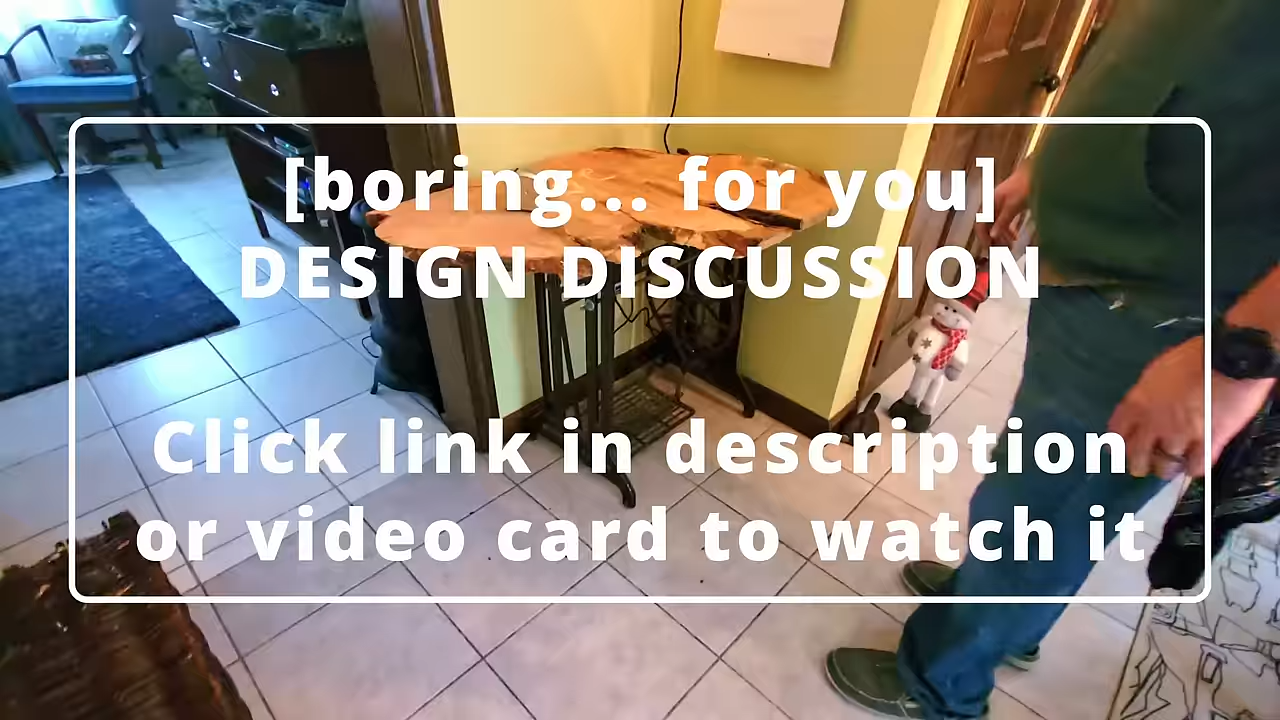 [boring... for you]
DESIGN DISCUSSION
Click link in description
or video card to watch it